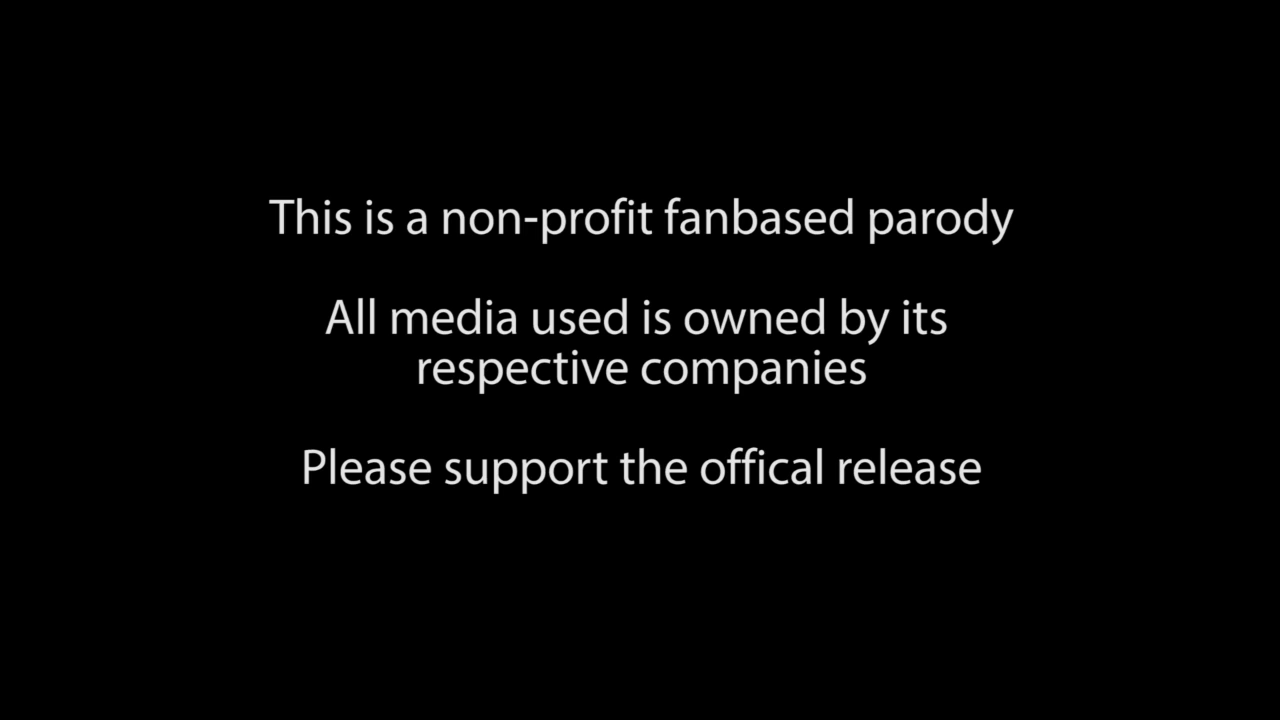 This is a non-profit fanbased parody
All media used is owned by its
respective companies
Please support the offical release